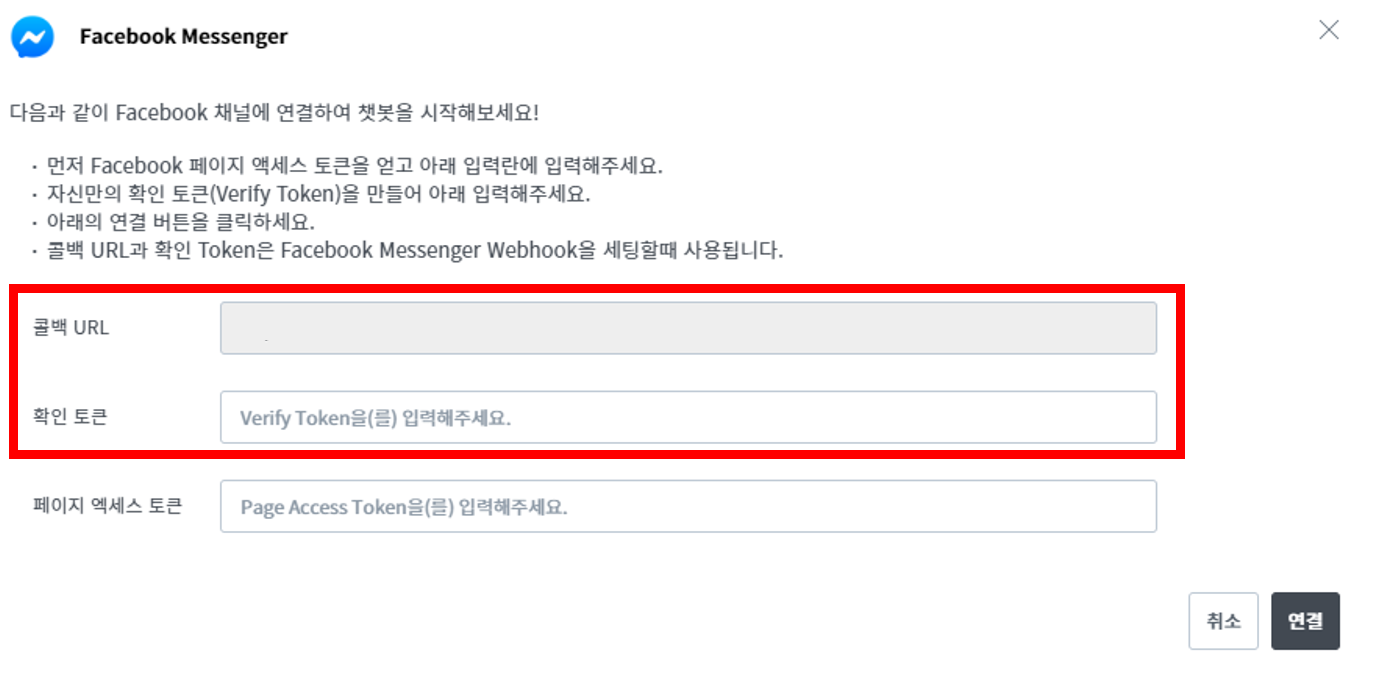 Facebook Messenger
다음과 같이 Facebook 채널에 연결하여 챗봇을 시작해보세요!
· 먼저 Facebook 페이지 액세스 토큰을 얻고 아래 입력란에 입력해주세요.
· 자신만의 확인 토큰(Verify Token)을 만들어 아래 입력해주세요.
· 아래의 연결 버튼을 클릭하세요.
· 콜백 URL과 확인 Token은 Facebook Messenger Webhook을 세팅할때 사용됩니다.
콜백 URL
확인 토큰
Verify Token을(를) 입력해주세요.
페이지 엑세스 토큰
Page Access Token을(를) 입력해주세요.
취소
연결